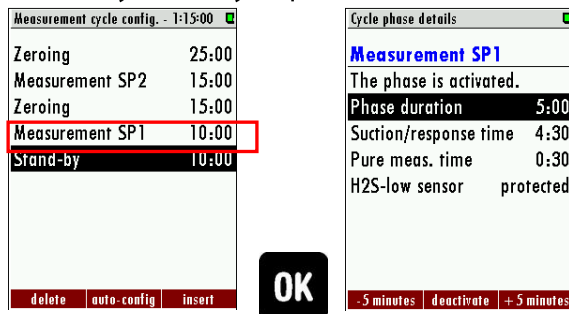 Measurement cycle config. - 1:15:00
Zeroing 25:00
Measurement SP2 15:00
Zeroing 15:00
Measurement SP1 10:00
Stand-by 10:00
delete auto-config insert
OK
Cycle phase details
Measurement SP1
The phase is activated.
Phase duration 5:00
Suction/response time 4:30
Pure meas. time 0:30
H2S-low sensor protected
-5 minutes deactivate +5 minutes